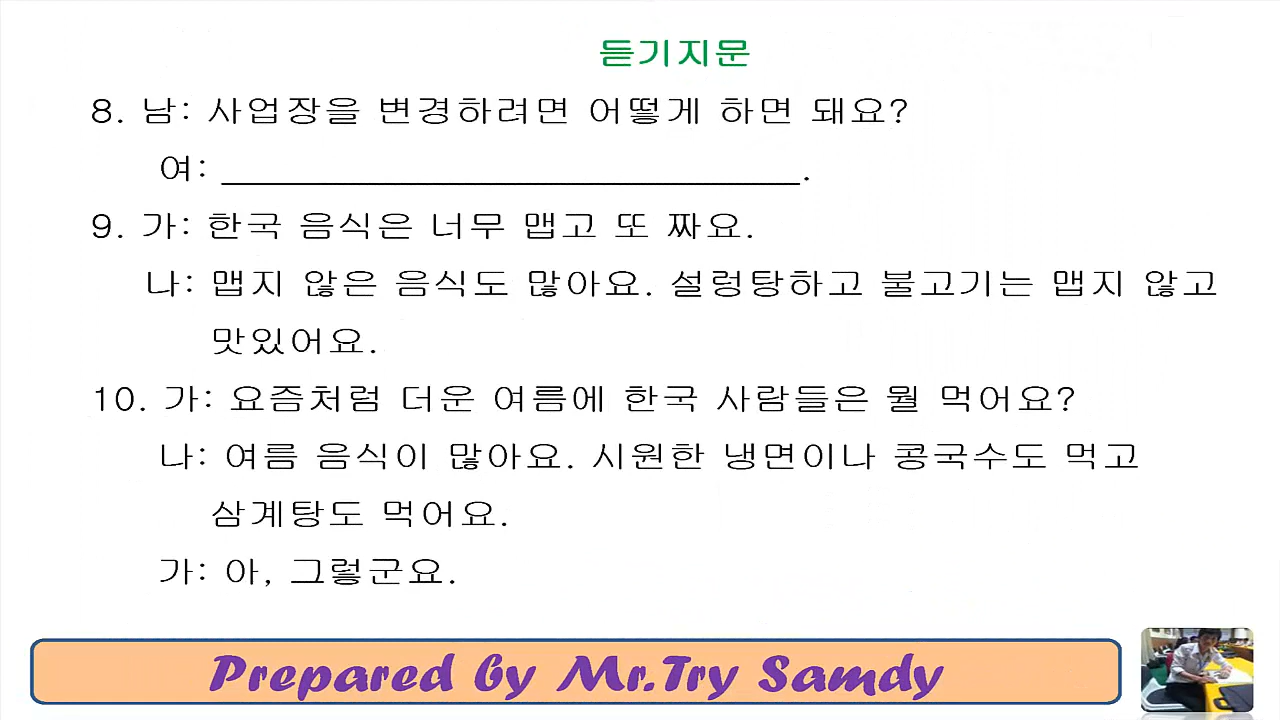 듣기지문
8. 남: 사업장을 변경하려면 어떻게 하면 돼요?
여: ______________________________.
9. 가: 한국 음식은 너무 맵고 또 짜요.
나: 맵지 않은 음식도 많아요. 설렁탕하고 불고기는 맵지 않고
맛있어요.
10. 가: 요즘처럼 더운 여름에 한국 사람들은 뭘 먹어요?
나: 여름 음식이 많아요. 시원한 냉면이나 콩국수도 먹고
삼계탕도 먹어요.
가: 아, 그렇군요.
Prepared by Mr.Try Samdy